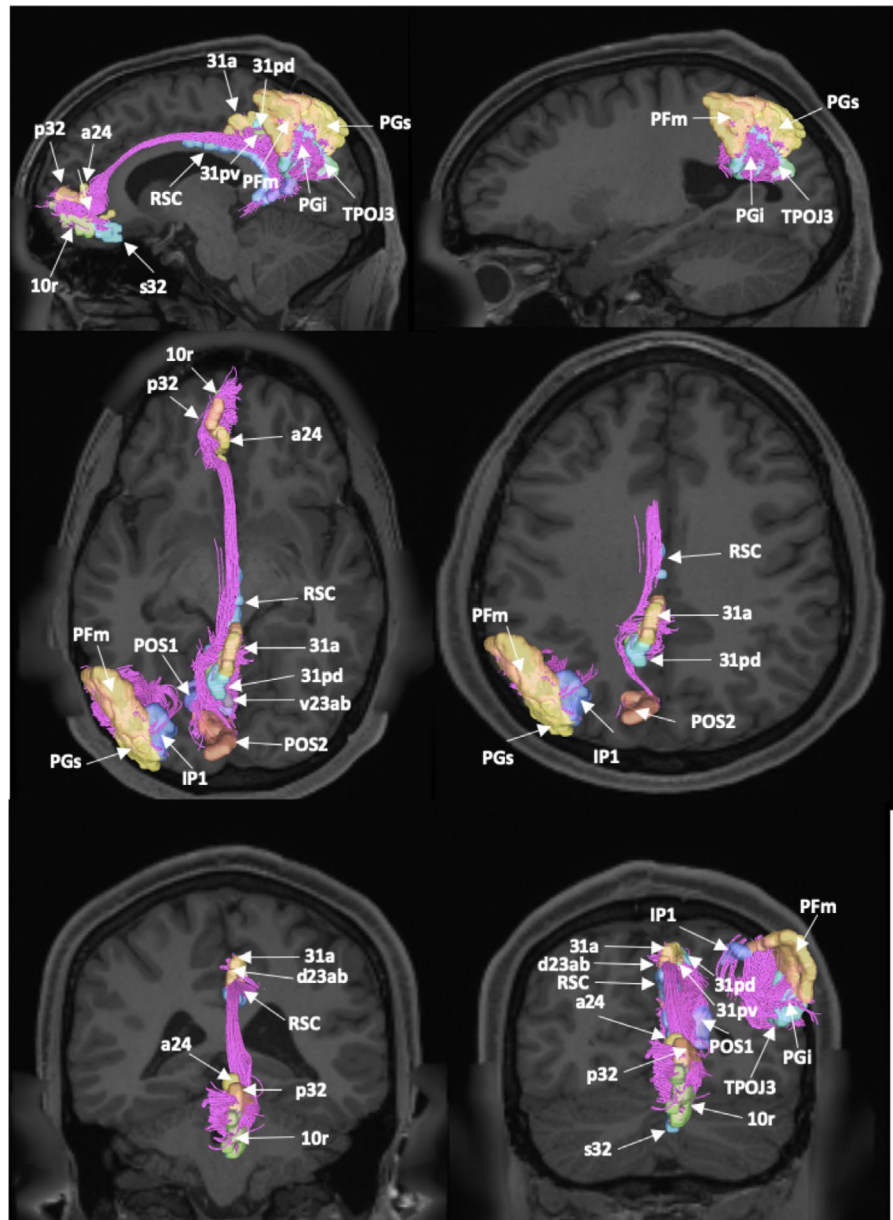 31a 31pd
p32 a24
PGs
RSC 31pv PFm
PGi
TPOJ3
10r
s32
PFm
PGs
PGi
TPOJ3
10r
p32
a24
RSC
PFm
POS1
31a
31pd
v23ab
POS2
PGs
IP1
RSC
PFm
31a
31pd
POS2
IP1
PGs
31a
d23ab
RSC
a24
p32
10r
IP1
PFm
31a
d23ab
RSC
31pd
31pv
a24
POS1
PGi
p32
TPOJ3
10r
s32